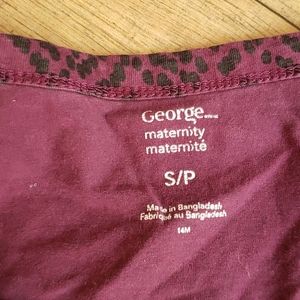 George
maternity
maternité
S/P
Made in Bangladesh
Fabriqué au Bangladesh
14M